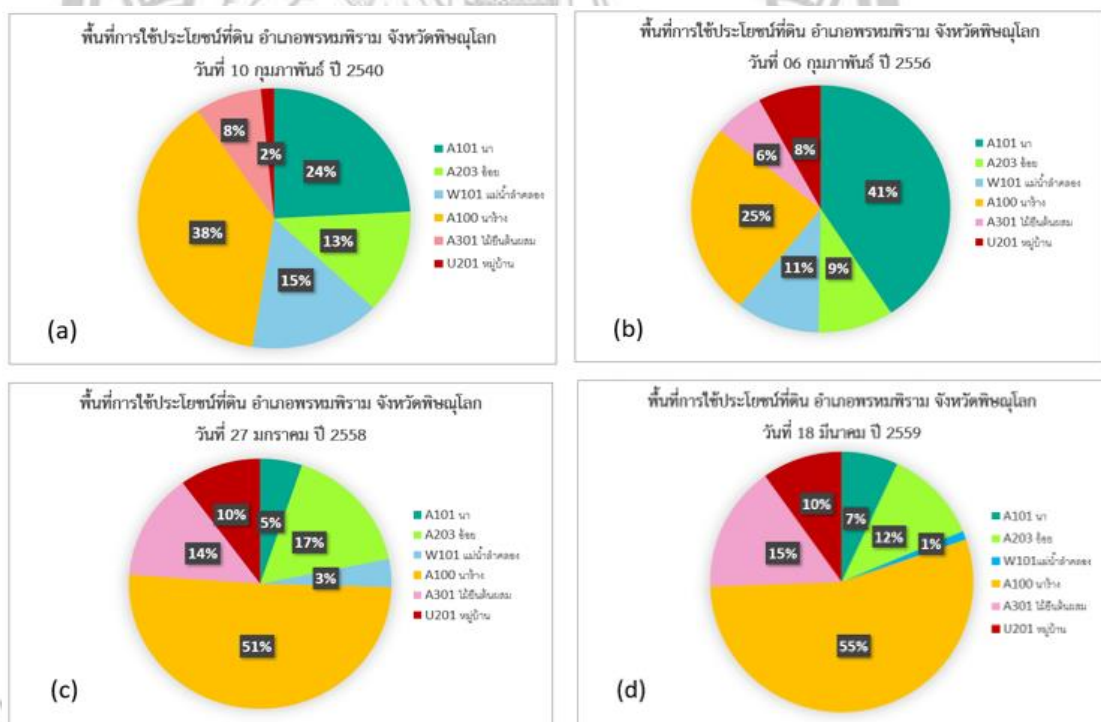 พื้นที่การใช้ประโยชน์ที่ดิน อำเภอพรหมพิราม จังหวัดพิษณุโลก
วันที่ 10 กุมภาพันธ์ ปี 2540
8%
2%
24%
38%
13%
15%
A101 นา
A203 อ้อย
W101 แม่น้ำลำคลอง
A100 นาร้าง
A301 ไม้ยืนต้นผสม
U201 หมู่บ้าน
(a)
พื้นที่การใช้ประโยชน์ที่ดิน อำเภอพรหมพิราม จังหวัดพิษณุโลก
วันที่ 06 กุมภาพันธ์ ปี 2556
6%
8%
41%
25%
11%
9%
A101 นา
A203 อ้อย
W101 แม่น้ำลำคลอง
A100 นาร้าง
A301 ไม้ยืนต้นผสม
U201 หมู่บ้าน
(b)
พื้นที่การใช้ประโยชน์ที่ดิน อำเภอพรหมพิราม จังหวัดพิษณุโลก
วันที่ 27 มกราคม ปี 2558
10%
5%
17%
14%
3%
51%
A101 นา
A203 อ้อย
W101 แม่น้ำลำคลอง
A100 นาร้าง
A301 ไม้ยืนต้นผสม
U201 หมู่บ้าน
(c)
พื้นที่การใช้ประโยชน์ที่ดิน อำเภอพรหมพิราม จังหวัดพิษณุโลก
วันที่ 18 มีนาคม ปี 2559
10%
7%
12%
1%
15%
55%
A101 นา
A203 อ้อย
W101แม่น้ำลำคลอง
A100 นาร้าง
A301 ไม้ยืนต้นผสม
U201 หมู่บ้าน
(d)